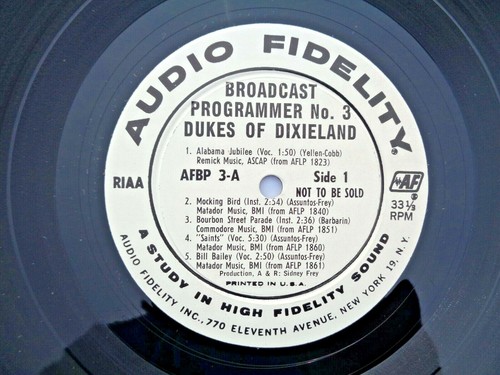 AUDIO FIDELITY®
BROADCAST
PROGRAMMER No. 3
DUKES OF DIXIELAND
1. Alabama Jubilee (Voc. 1:50) (Yellen-Cobb)
Remick Music, ASCAP (from AFLP 1823)
AFBP 3-A Side 1
NOT TO BE SOLD
RIAA
AF
33⅓
RPM
2. Mocking Bird (Inst. 2:54) (Assuntos-Frey)
Matador Music, BMI (from AFLP 1840)
3. Bourbon Street Parade (Inst. 2:36) (Barbarin)
Commodore Music, BMI (from AFLP 1851)
4. "Saints" (Voc. 5:30) (Assuntos-Frey)
Matador Music, BMI (from AFLP 1860)
5. Bill Bailey (Voc. 2:50) (Assuntos-Frey)
Matador Music, BMI (from AFLP 1861)
Production, A & R: Sidney Frey
PRINTED IN U.S.A.
A STUDY IN HIGH FIDELITY SOUND
AUDIO FIDELITY INC., 770 ELEVENTH AVENUE, NEW YORK 19, N. Y.